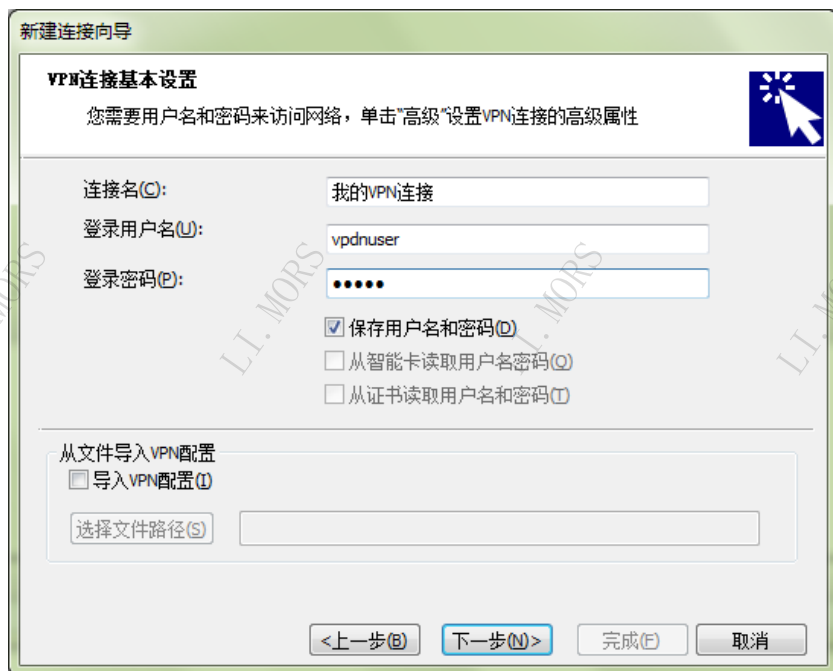 新建连接向导
VPN连接基本设置
您需要用户名和密码来访问网络，单击“高级”设置VPN连接的高级属性
连接名(C):
我的VPN连接
登录用户名(U):
vpdnuser
登录密码(P):
●●●●●
保存用户名和密码(D)
从智能卡读取用户名密码(Q)
从证书读取用户名和密码(T)
从文件导入VPN配置
导入VPN配置(I)
选择文件路径(S)
<上一步(B)
下一步(N)>
完成(F)
取消
LI.MORS